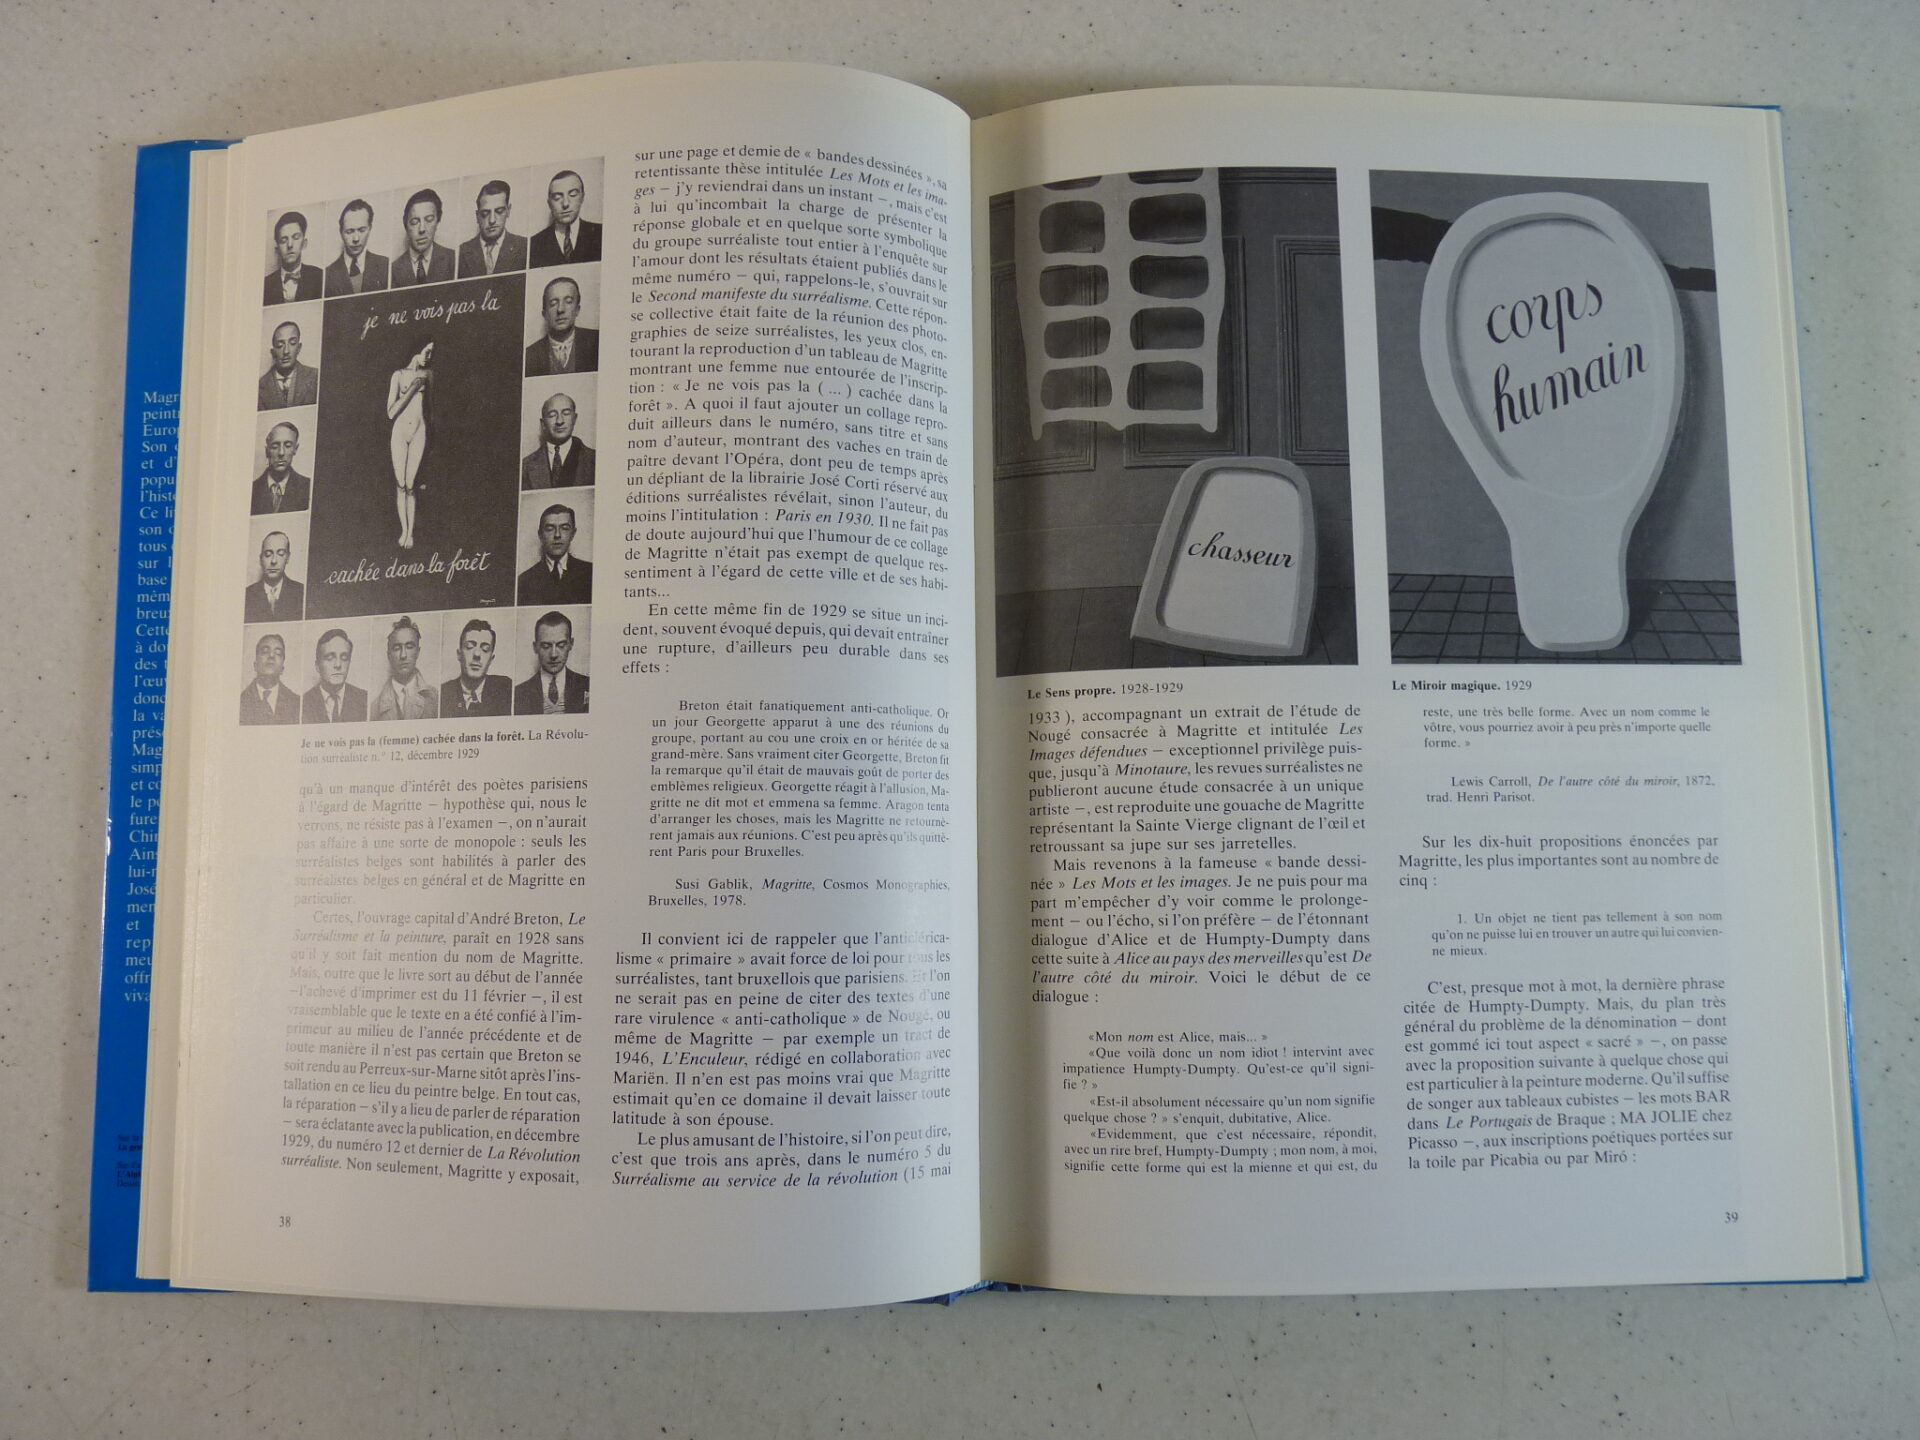 Magr
peintr
Europ
Son
et d'
popu
l'hist
Ce li
son
tous
sur l
base
mêm
breux
Cette
à do
des t
l'œu
donc
la va
prés
Mag
simp
et co
le po
fure
Chi
Ains
lui-r
José
men
et
rep
meu
offr
viva
je ne vois pas la
cachée dans la forêt
Je ne vois pas la (femme) cachée dans la forêt. La Révolu-
tion surréaliste n.° 12, décembre 1929
qu'à un manque d'intérêt des poètes parisiens
à l'égard de Magritte – hypothèse qui, nous le
verrons, ne résiste pas à l'examen –, on n'aurait
pas affaire à une sorte de monopole : seuls les
surréalistes belges sont habilités à parler des
surréalistes belges en général et de Magritte en
particulier.
Certes, l'ouvrage capital d'André Breton, Le
Surréalisme et la peinture, paraît en 1928 sans
qu'il y soit fait mention du nom de Magritte.
Mais, outre que le livre sort au début de l'année
–l'achevé d'imprimer est du 11 février –, il est
vraisemblable que le texte en a été confié à l'im-
primeur au milieu de l'année précédente et de
toute manière il n'est pas certain que Breton se
soit rendu au Perreux-sur-Marne sitôt après l'ins-
tallation en ce lieu du peintre belge. En tout cas,
la réparation – s'il y a lieu de parler de réparation
– sera éclatante avec la publication, en décembre
1929, du numéro 12 et dernier de La Révolution
surréaliste. Non seulement, Magritte y exposait,
38
sur une page et demie de « bandes dessinées », sa
retentissante thèse intitulée Les Mots et les ima-
ges – j'y reviendrai dans un instant –, mais c'est
à lui qu'incombait la charge de présenter la
réponse globale et en quelque sorte symbolique
du groupe surréaliste tout entier à l'enquête sur
l'amour dont les résultats étaient publiés dans le
même numéro – qui, rappelons-le, s'ouvrait sur
le Second manifeste du surréalisme. Cette répon-
se collective était faite de la réunion des photo-
graphies de seize surréalistes, les yeux clos, en-
tourant la reproduction d'un tableau de Magritte
montrant une femme nue entourée de l'inscrip-
tion : « Je ne vois pas la (...) cachée dans la
forêt ». A quoi il faut ajouter un collage repro-
duit ailleurs dans le numéro, sans titre et sans
nom d'auteur, montrant des vaches en train de
paître devant l'Opéra, dont peu de temps après
un dépliant de la librairie José Corti réservé aux
éditions surréalistes révélait, sinon l'auteur, du
moins l'intitulation : Paris en 1930. Il ne fait pas
de doute aujourd'hui que l'humour de ce collage
de Magritte n'était pas exempt de quelque res-
sentiment à l'égard de cette ville et de ses habi-
tants...
En cette même fin de 1929 se situe un inci-
dent, souvent évoqué depuis, qui devait entraîner
une rupture, d'ailleurs peu durable dans ses
effets :
Breton était fanatiquement anti-catholique. Or
un jour Georgette apparut à une des réunions du
groupe, portant au cou une croix en or héritée de sa
grand-mère. Sans vraiment citer Georgette, Breton fit
la remarque qu'il était de mauvais goût de porter des
emblèmes religieux. Georgette réagit à l'allusion, Ma-
gritte ne dit mot et emmena sa femme. Aragon tenta
d'arranger les choses, mais les Magritte ne retournè-
rent jamais aux réunions. C'est peu après qu'ils quittè-
rent Paris pour Bruxelles.
Susi Gablik, Magritte, Cosmos Monographies,
Bruxelles, 1978.
Il convient ici de rappeler que l'anticlérica-
lisme « primaire » avait force de loi pour tous les
surréalistes, tant bruxellois que parisiens. Et l'on
ne serait pas en peine de citer des textes d'une
rare virulence « anti-catholique » de Nougé, ou
même de Magritte – par exemple un tract de
1946, L'Enculeur, rédigé en collaboration avec
Mariën. Il n'en est pas moins vrai que Magritte
estimait qu'en ce domaine il devait laisser toute
latitude à son épouse.
Le plus amusant de l'histoire, si l'on peut dire,
c'est que trois ans après, dans le numéro 5 du
Surréalisme au service de la révolution (15 mai
chasseur
Le Sens propre. 1928-1929
1933 ), accompagnant un extrait de l'étude de
Nougé consacrée à Magritte et intitulée Les
Images défendues – exceptionnel privilège puis-
que, jusqu'à Minotaure, les revues surréalistes ne
publieront aucune étude consacrée à un unique
artiste –, est reproduite une gouache de Magritte
représentant la Sainte Vierge clignant de l'œil et
retroussant sa jupe sur ses jarretelles.
Mais revenons à la fameuse « bande dessi-
née » Les Mots et les images. Je ne puis pour ma
part m'empêcher d'y voir comme le prolonge-
ment – ou l'écho, si l'on préfère – de l'étonnant
dialogue d'Alice et de Humpty-Dumpty dans
cette suite à Alice au pays des merveilles qu'est De
l'autre côté du miroir. Voici le début de ce
dialogue :
«Mon nom est Alice, mais... »
«Que voilà donc un nom idiot ! intervint avec
impatience Humpty-Dumpty. Qu'est-ce qu'il signi-
fie ? »
«Est-il absolument nécessaire qu'un nom signifie
quelque chose ? » s'enquit, dubitative, Alice.
«Evidemment, que c'est nécessaire, répondit,
avec un rire bref, Humpty-Dumpty ; mon nom, à moi,
signifie cette forme qui est la mienne et qui est, du
corps
humain
Le Miroir magique. 1929
reste, une très belle forme. Avec un nom comme le
vôtre, vous pourriez avoir à peu près n'importe quelle
forme. »
Lewis Carroll, De l'autre côté du miroir, 1872,
trad. Henri Parisot.
Sur les dix-huit propositions énoncées par
Magritte, les plus importantes sont au nombre de
cinq :
1. Un objet ne tient pas tellement à son nom
qu'on ne puisse lui en trouver un autre qui lui convien-
ne mieux.
C'est, presque mot à mot, la dernière phrase
citée de Humpty-Dumpty. Mais, du plan très
général du problème de la dénomination – dont
est gommé ici tout aspect « sacré » –, on passe
avec la proposition suivante à quelque chose qui
est particulier à la peinture moderne. Qu'il suffise
de songer aux tableaux cubistes – les mots BAR
dans Le Portugais de Braque ; MA JOLIE chez
Picasso –, aux inscriptions poétiques portées sur
la toile par Picabia ou par Miró :
39